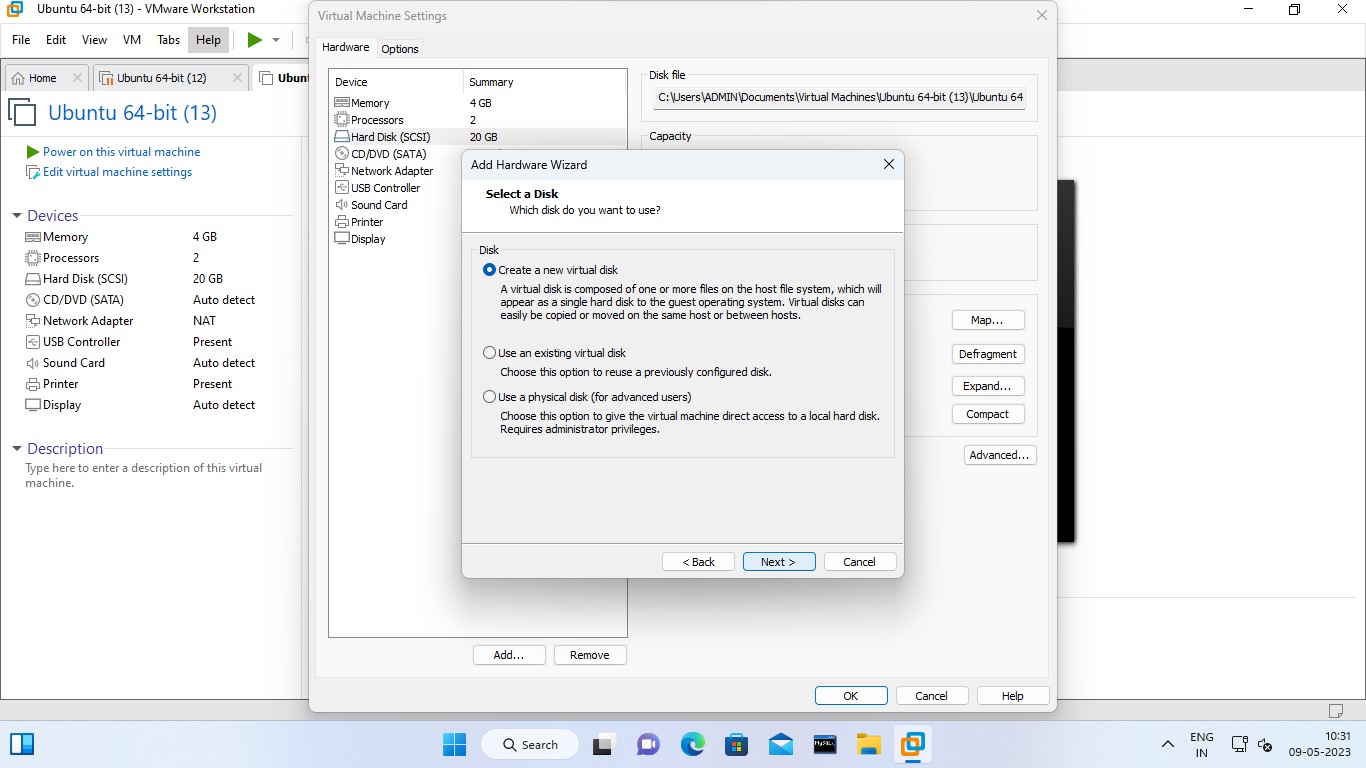 Ubuntu 64-bit (13) - VMware Workstation
File Edit View VM Tabs Help
Home
Ubuntu 64-bit (12)
Ubuntu 64-bit (13)
Power on this virtual machine
Edit virtual machine settings
Devices
Memory 4 GB
Processors 2
Hard Disk (SCSI) 20 GB
CD/DVD (SATA) Auto detect
Network Adapter NAT
USB Controller Present
Sound Card Auto detect
Printer Present
Display Auto detect
Description
Type here to enter a description of this virtual
machine.
Virtual Machine Settings
Hardware Options
Device Summary
Memory 4 GB
Processors 2
Hard Disk (SCSI) 20 GB
CD/DVD (SATA)
Network Adapter
USB Controller
Sound Card
Printer
Display
Add... Remove
Disk file
C:\Users\ADMIN\Documents\Virtual Machines\Ubuntu 64-bit (13)\Ubuntu 64
Capacity
Map...
Defragment
Expand...
Compact
Advanced...
OK Cancel Help
Add Hardware Wizard
Select a Disk
Which disk do you want to use?
Disk
Create a new virtual disk
A virtual disk is composed of one or more files on the host file system, which will
appear as a single hard disk to the guest operating system. Virtual disks can
easily be copied or moved on the same host or between hosts.
Use an existing virtual disk
Choose this option to reuse a previously configured disk.
Use a physical disk (for advanced users)
Choose this option to give the virtual machine direct access to a local hard disk.
Requires administrator privileges.
< Back Next > Cancel
Search
MySQL
ENG
IN
10:31
09-05-2023